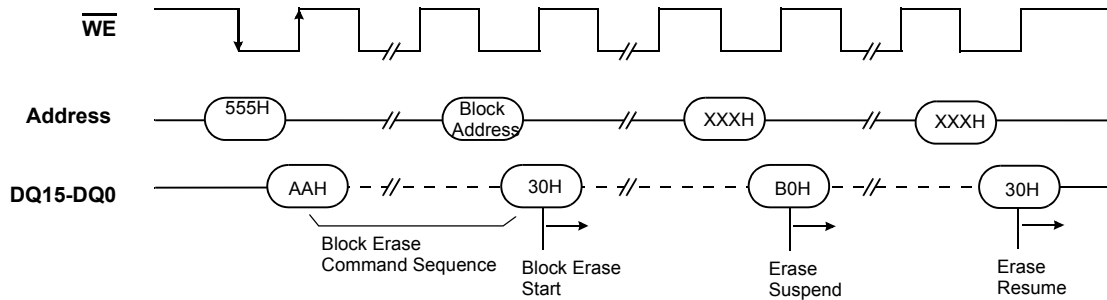 WE
Address
555H
Block
Address
XXXH
XXXH
DQ15-DQ0
AAH
30H
B0H
30H
Block Erase
Command Sequence
Block Erase
Start
Erase
Suspend
Erase
Resume